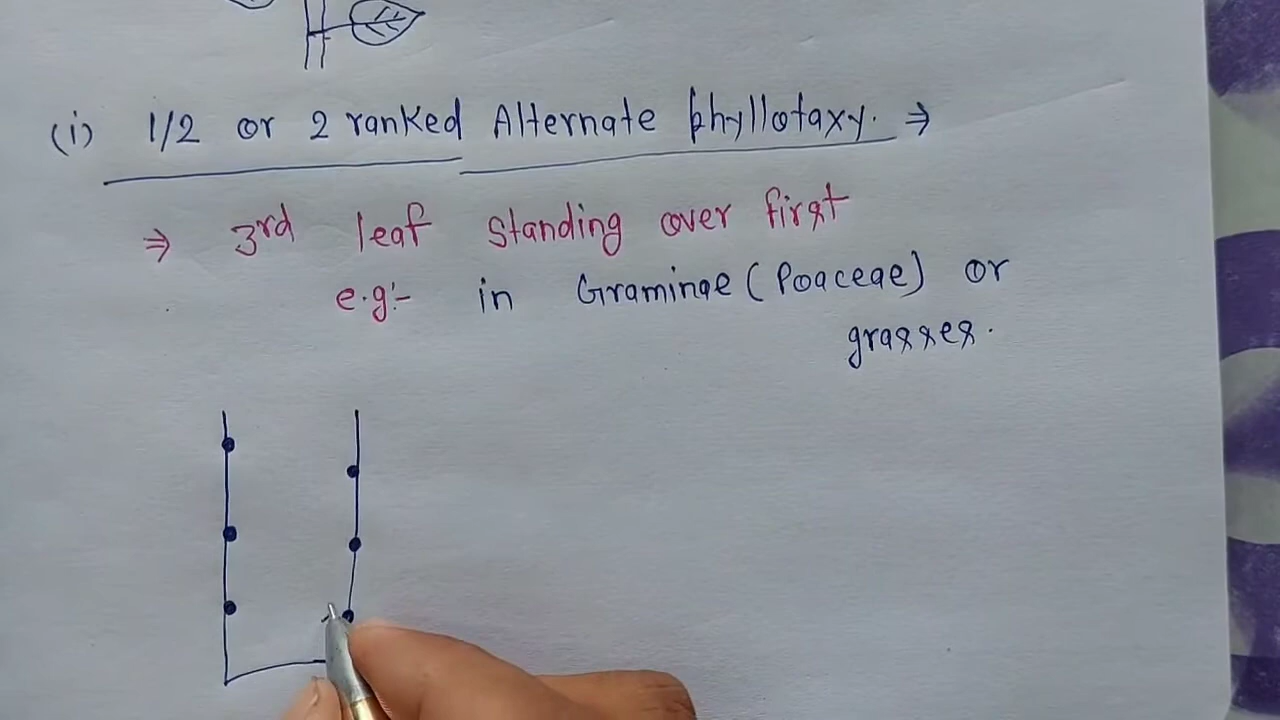 (i) 1/2 or 2 ranked Alternate phyllotaxy. ⇒
⇒ 3rd leaf standing over first
e.g:- in Graminae (Poaceae) or
grasses.